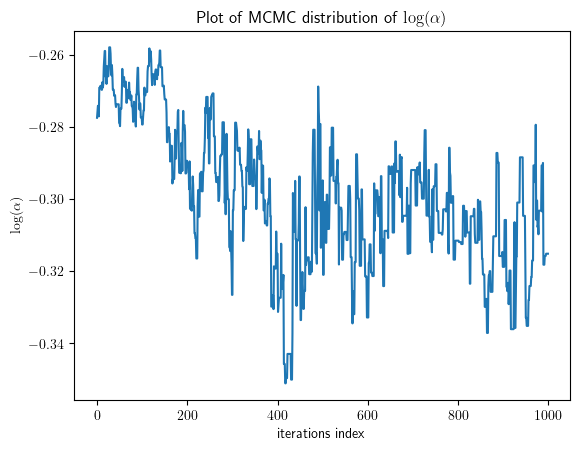 Plot of MCMC distribution of log(α)
−0.26
−0.28
−0.30
−0.32
−0.34
log(α)
0 200 400 600 800 1000
iterations index